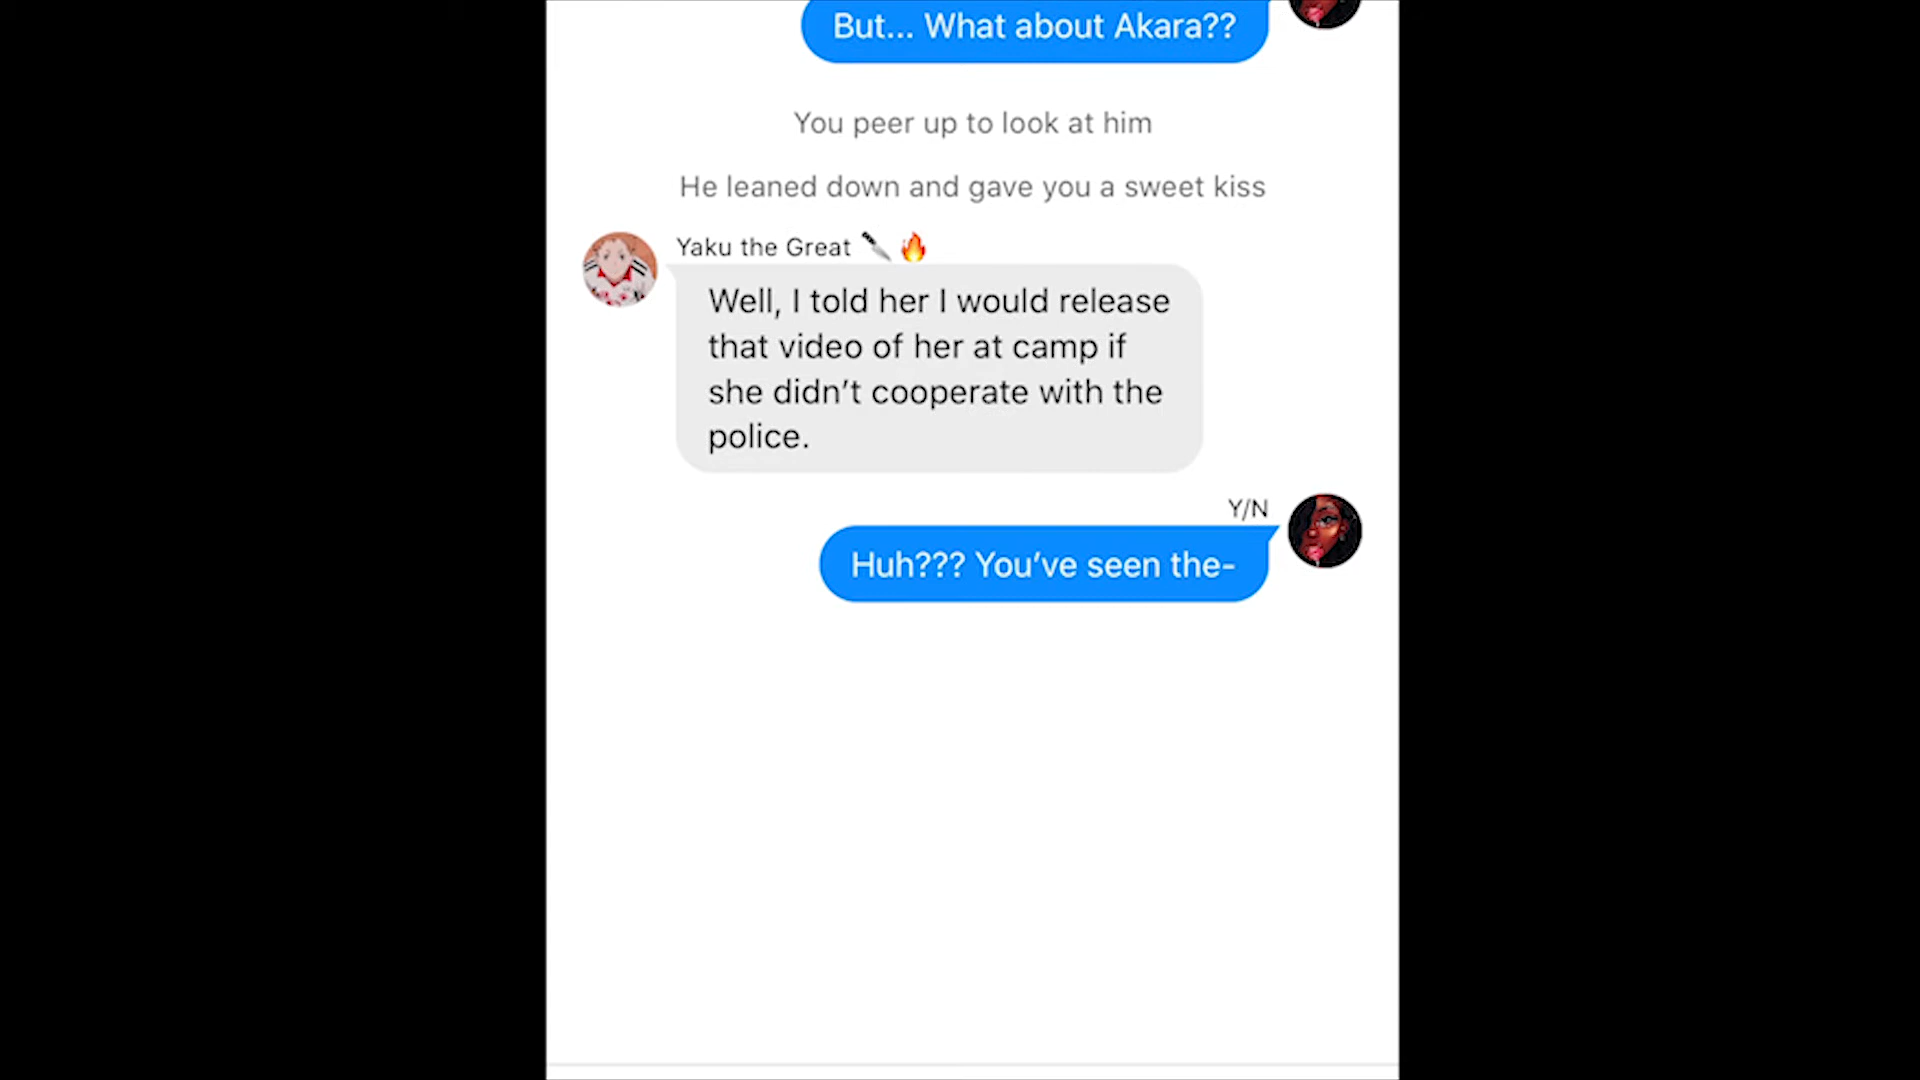 But... What about Akara??
You peer up to look at him
He leaned down and gave you a sweet kiss
Yaku the Great 🔪🔥
Well, I told her I would release
that video of her at camp if
she didn’t cooperate with the
police.
Y/N
Huh??? You’ve seen the-